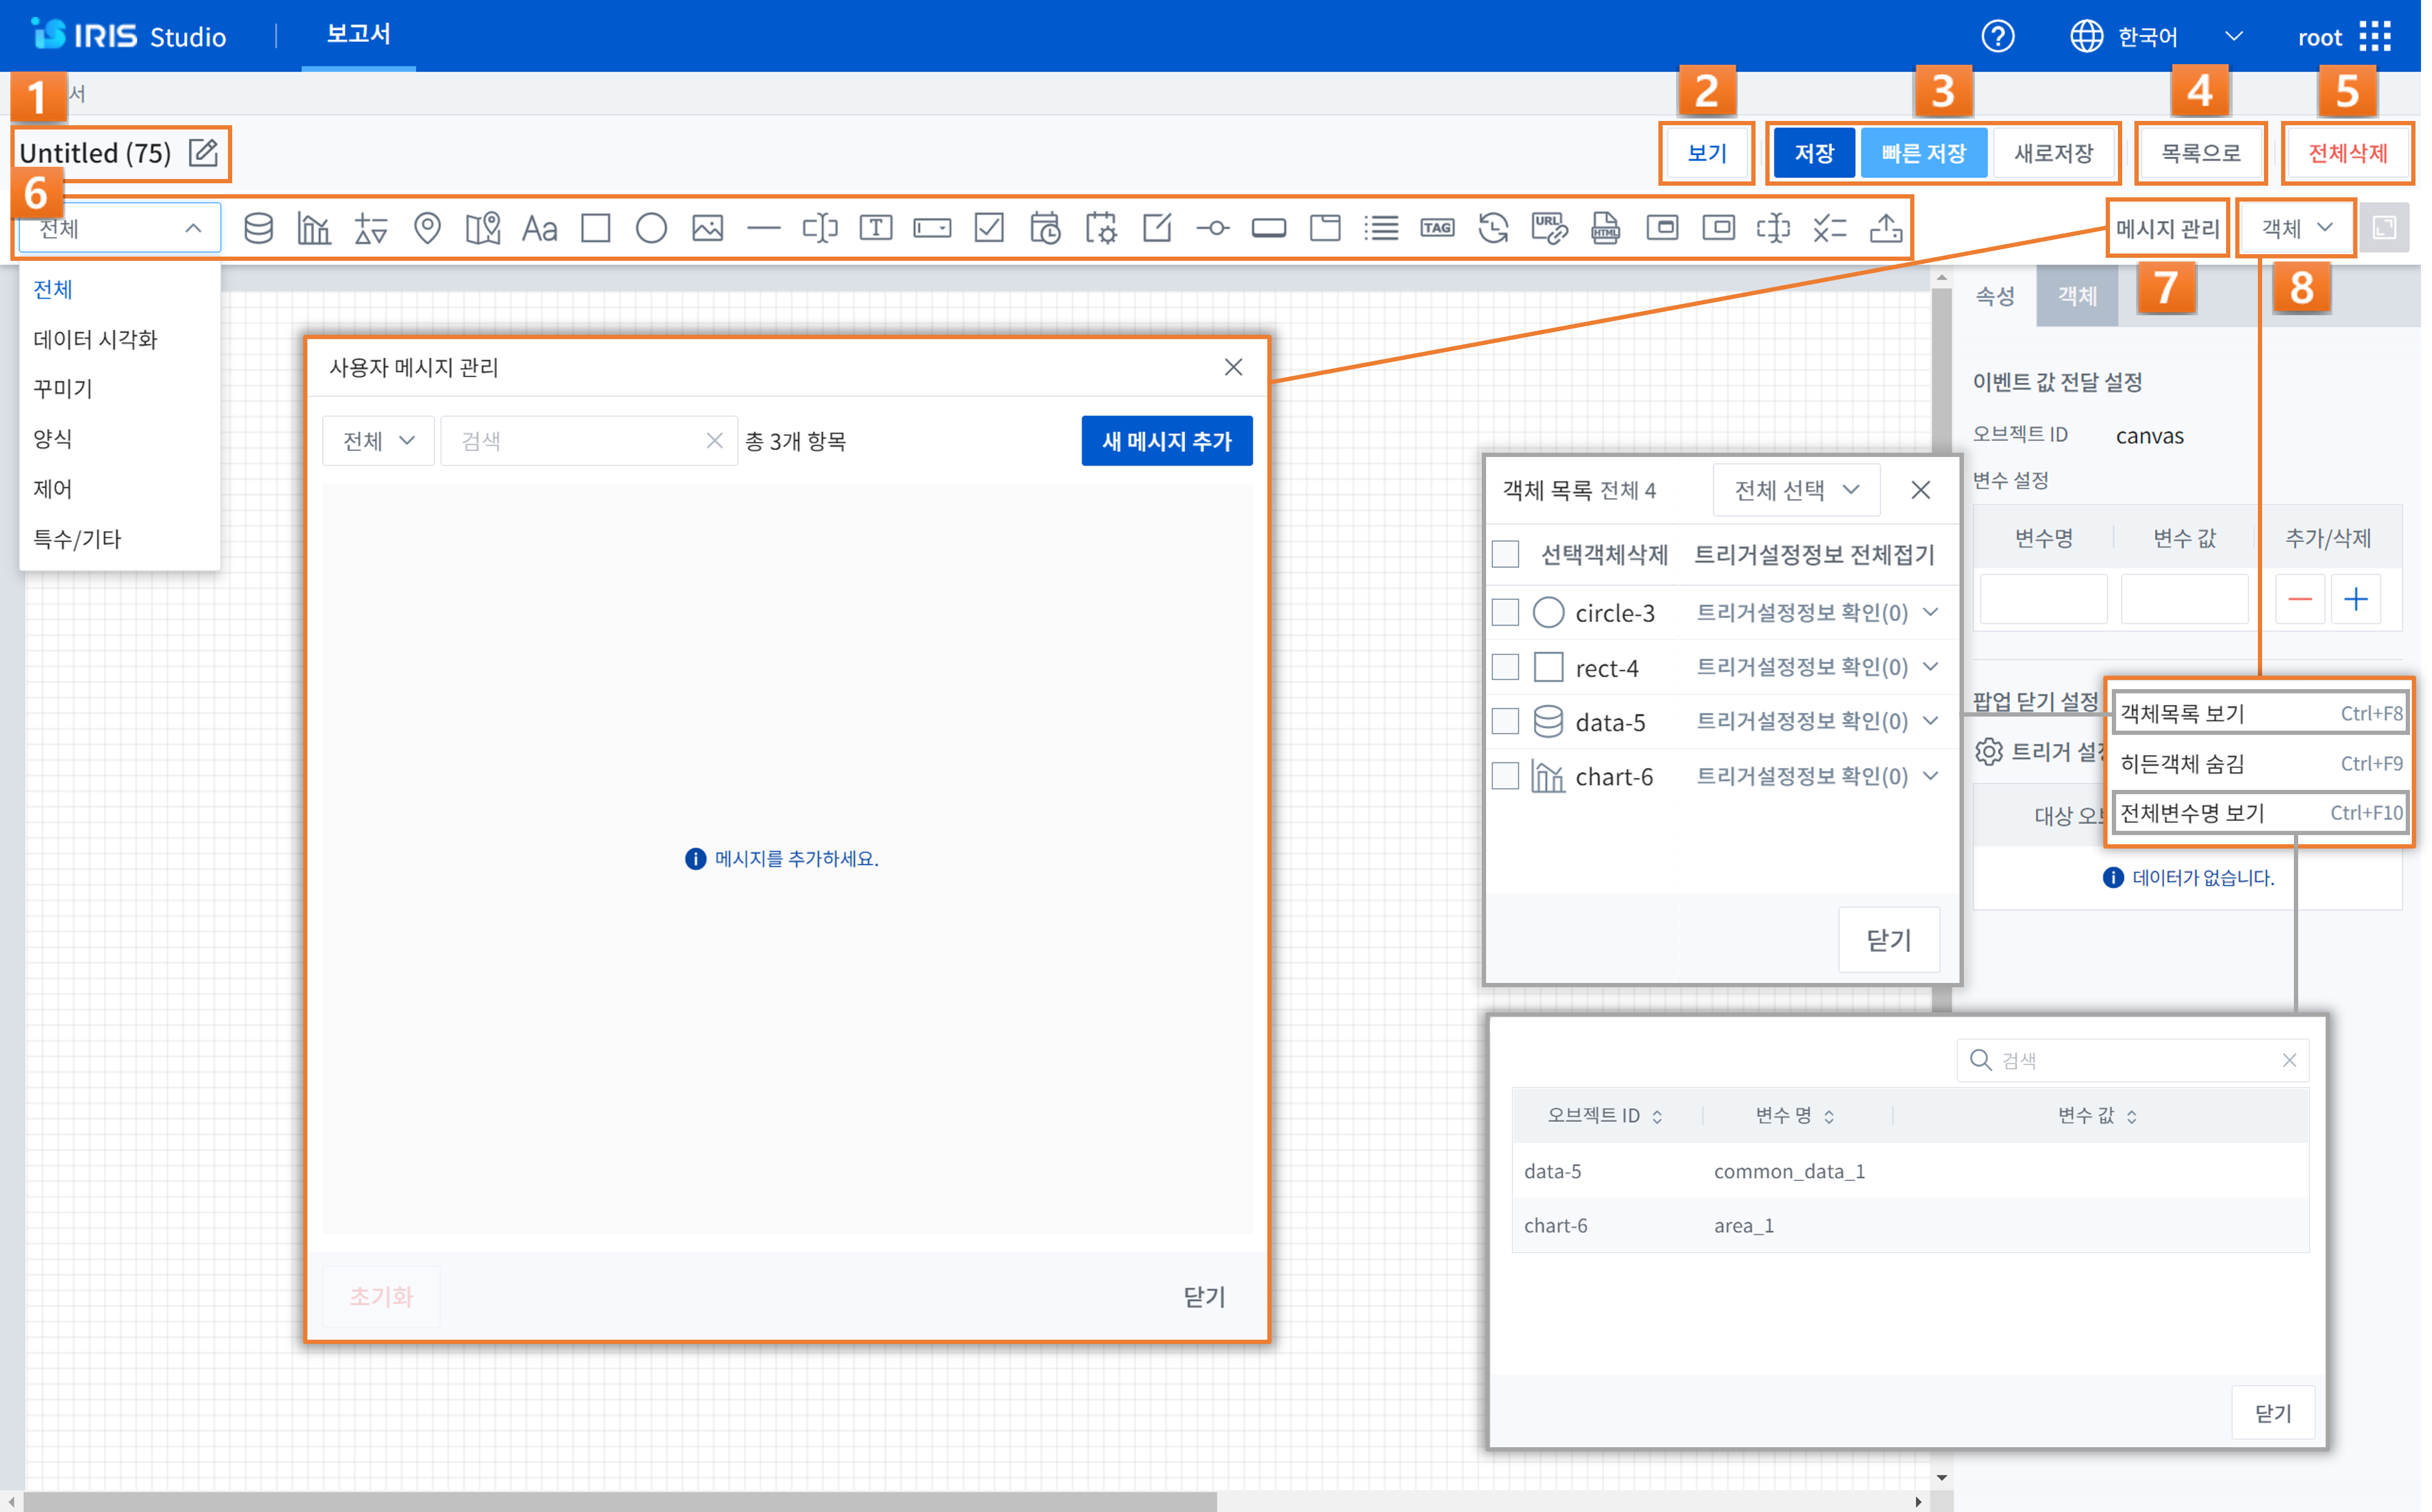 IRIS Studio 보고서 한국어 root
1 서 2 3 4 5
Untitled (75) 보기 저장 빠른 저장 새로저장 목록으로 전체삭제
6
전체 Aa T TAG URL HTML 메시지 관리 객체
전체
데이터 시각화
꾸미기
양식
제어
특수/기타
사용자 메시지 관리
전체 검색 총 3개 항목 새 메시지 추가
메시지를 추가하세요.
초기화 닫기
객체 목록 전체 4 전체 선택
선택객체삭제 트리거설정정보 전체접기
circle-3 트리거설정정보 확인(0)
rect-4 트리거설정정보 확인(0)
data-5 트리거설정정보 확인(0)
chart-6 트리거설정정보 확인(0)
닫기
속성 객체 7 8
이벤트 값 전달 설정
오브젝트 ID canvas
변수 설정
변수명 변수 값 추가/삭제
팝업 닫기 설정
트리거 설
대상 오
데이터가 없습니다.
객체목록 보기 Ctrl+F8
히든객체 숨김 Ctrl+F9
전체변수명 보기 Ctrl+F10
검색
오브젝트 ID 변수 명 변수 값
data-5 common_data_1
chart-6 area_1
닫기